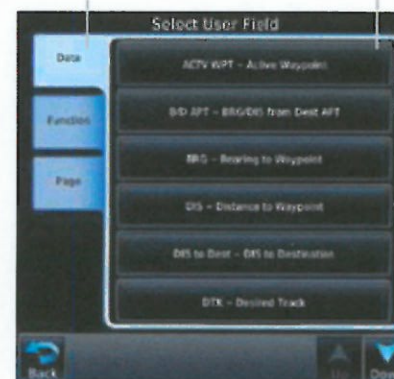 Select User Field
Data
Function
Page
ACTV WPT - Active Waypoint
B/D APT - BRG/DIS from Dest APT
BRG - Bearing to Waypoint
DIS - Distance to Waypoint
DIS to Dest - DIS to Destination
DTK - Desired Track
Back
Up
Down